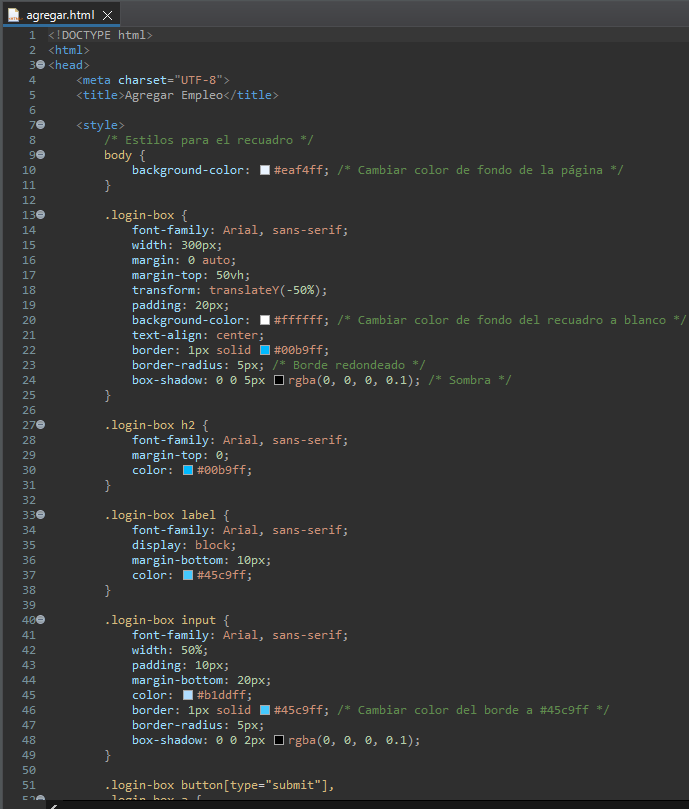 agregar.html
1 <!DOCTYPE html>
2 <html>
3 <head>
4 <meta charset="UTF-8">
5 <title>Agregar Empleo</title>
6
7 <style>
8 /* Estilos para el recuadro */
9 body {
10 background-color: #eaf4ff; /* Cambiar color de fondo de la página */
11 }
12
13 .login-box {
14 font-family: Arial, sans-serif;
15 width: 300px;
16 margin: 0 auto;
17 margin-top: 50vh;
18 transform: translateY(-50%);
19 padding: 20px;
20 background-color: #ffffff; /* Cambiar color de fondo del recuadro a blanco */
21 text-align: center;
22 border: 1px solid #00b9ff;
23 border-radius: 5px; /* Borde redondeado */
24 box-shadow: 0 0 5px rgba(0, 0, 0, 0.1); /* Sombra */
25 }
26
27 .login-box h2 {
28 font-family: Arial, sans-serif;
29 margin-top: 0;
30 color: #00b9ff;
31 }
32
33 .login-box label {
34 font-family: Arial, sans-serif;
35 display: block;
36 margin-bottom: 10px;
37 color: #45c9ff;
38 }
39
40 .login-box input {
41 font-family: Arial, sans-serif;
42 width: 50%;
43 padding: 10px;
44 margin-bottom: 20px;
45 color: #b1ddff;
46 border: 1px solid #45c9ff; /* Cambiar color del borde a #45c9ff */
47 border-radius: 5px;
48 box-shadow: 0 0 2px rgba(0, 0, 0, 0.1);
49 }
50
51 .login-box button[type="submit"],
52 .login-box a {